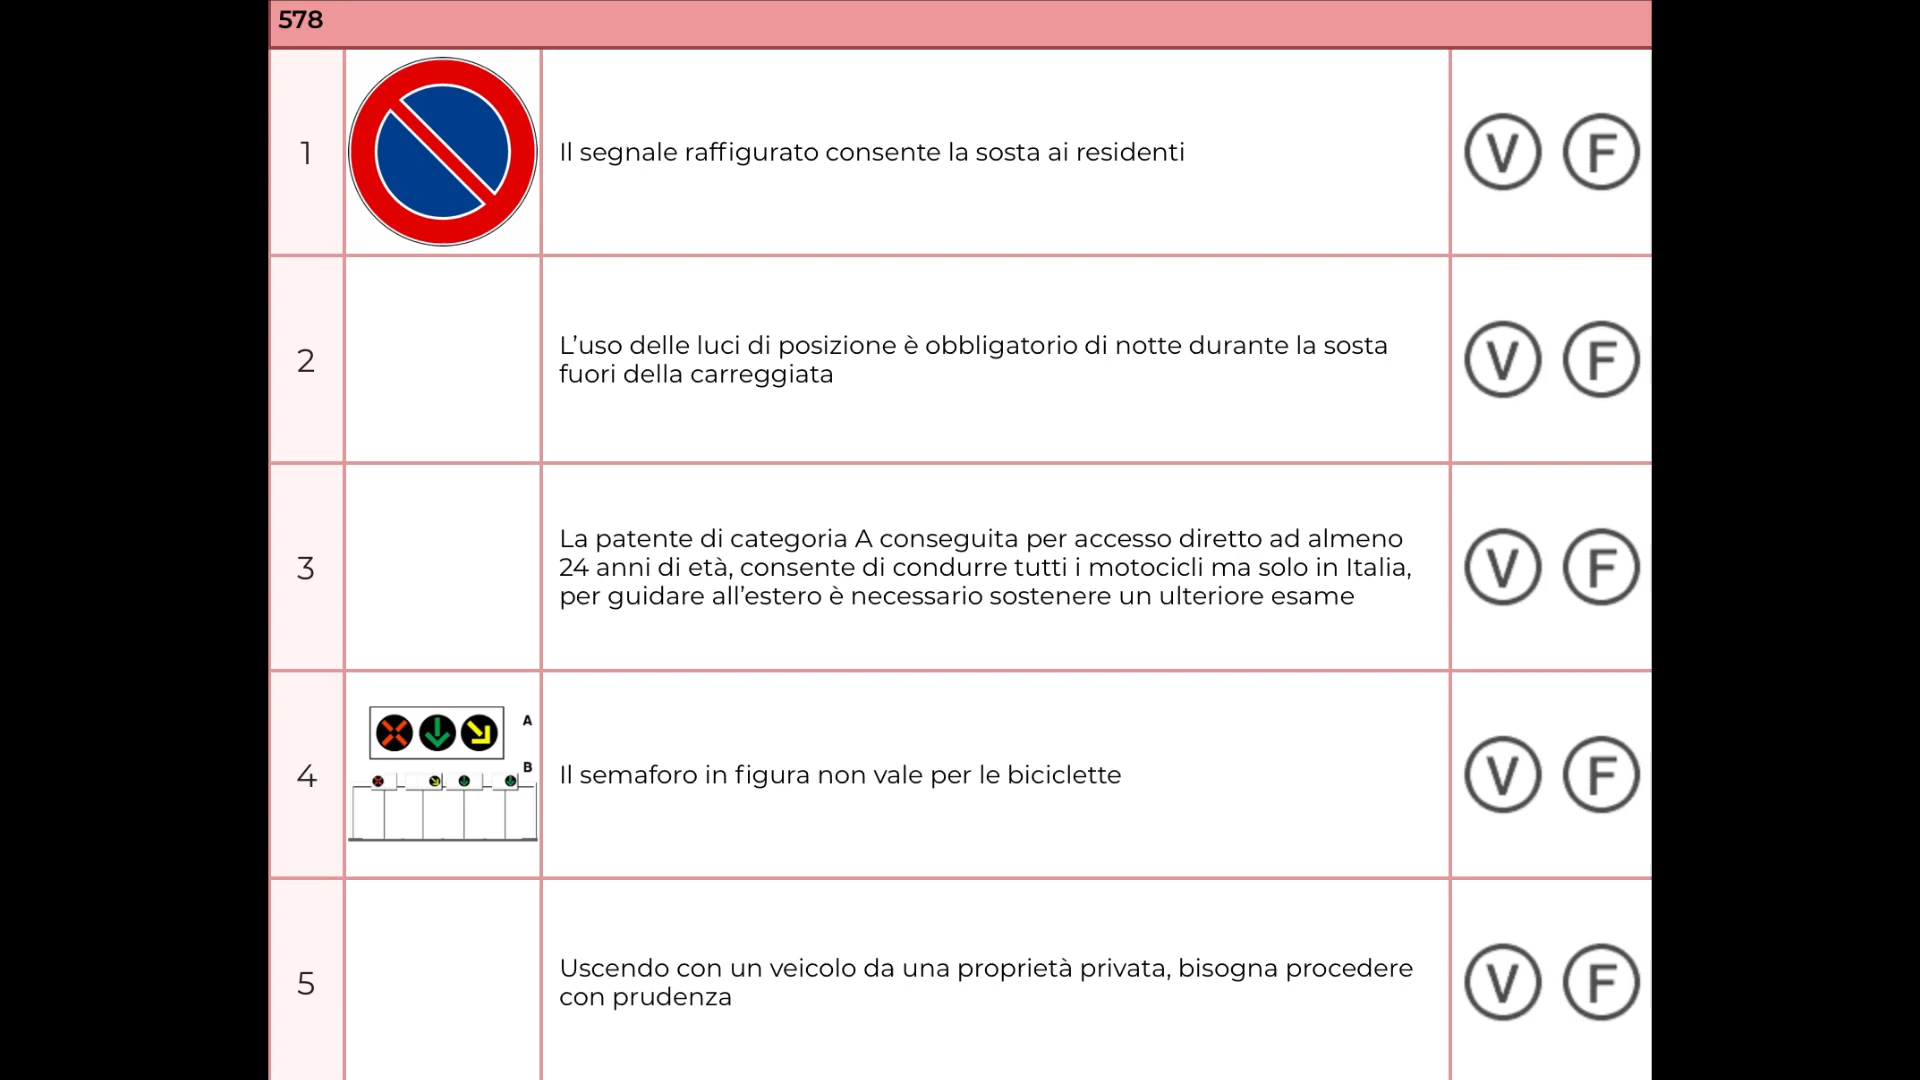 578
1
Il segnale raffigurato consente la sosta ai residenti
V F
2
L’uso delle luci di posizione è obbligatorio di notte durante la sosta
fuori della carreggiata
V F
3
La patente di categoria A conseguita per accesso diretto ad almeno
24 anni di età, consente di condurre tutti i motocicli ma solo in Italia,
per guidare all’estero è necessario sostenere un ulteriore esame
V F
4
A
B
Il semaforo in figura non vale per le biciclette
V F
5
Uscendo con un veicolo da una proprietà privata, bisogna procedere
con prudenza
V F